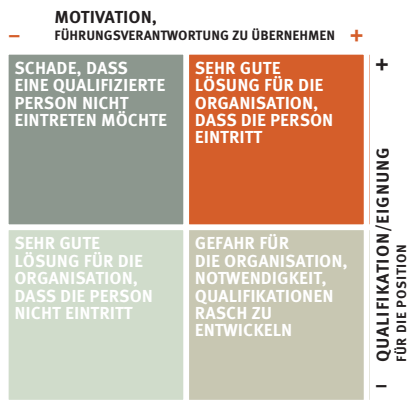 MOTIVATION,
– FÜHRUNGSVERANTWORTUNG ZU ÜBERNEHMEN +
SCHADE, DASS
EINE QUALIFIZIERTE
PERSON NICHT
EINTRETEN MÖCHTE
SEHR GUTE
LÖSUNG FÜR DIE
ORGANISATION,
DASS DIE PERSON
EINTRITT
SEHR GUTE
LÖSUNG FÜR DIE
ORGANISATION,
DASS DIE PERSON
NICHT EINTRITT
GEFAHR FÜR
DIE ORGANISATION,
NOTWENDIGKEIT,
QUALIFIKATIONEN
RASCH ZU
ENTWICKELN
– QUALIFIKATION/EIGNUNG +
FÜR DIE POSITION